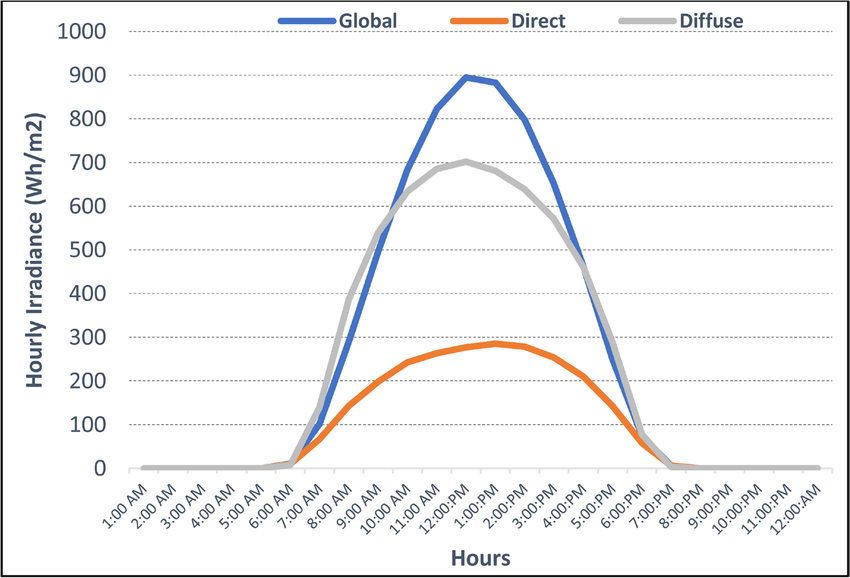 Global Direct Diffuse
1000
900
800
700
600
500
400
300
200
100
0
Hourly Irradiance (Wh/m2)
1:00 AM 2:00 AM 3:00 AM 4:00 AM 5:00 AM 6:00 AM 7:00 AM 8:00 AM 9:00 AM 10:00 AM 11:00 AM 12:00:PM 1:00:PM 2:00:PM 3:00:PM 4:00:PM 5:00:PM 6:00:PM 7:00:PM 8:00:PM 9:00:PM 10:00:PM 11:00:PM 12:00:AM
Hours